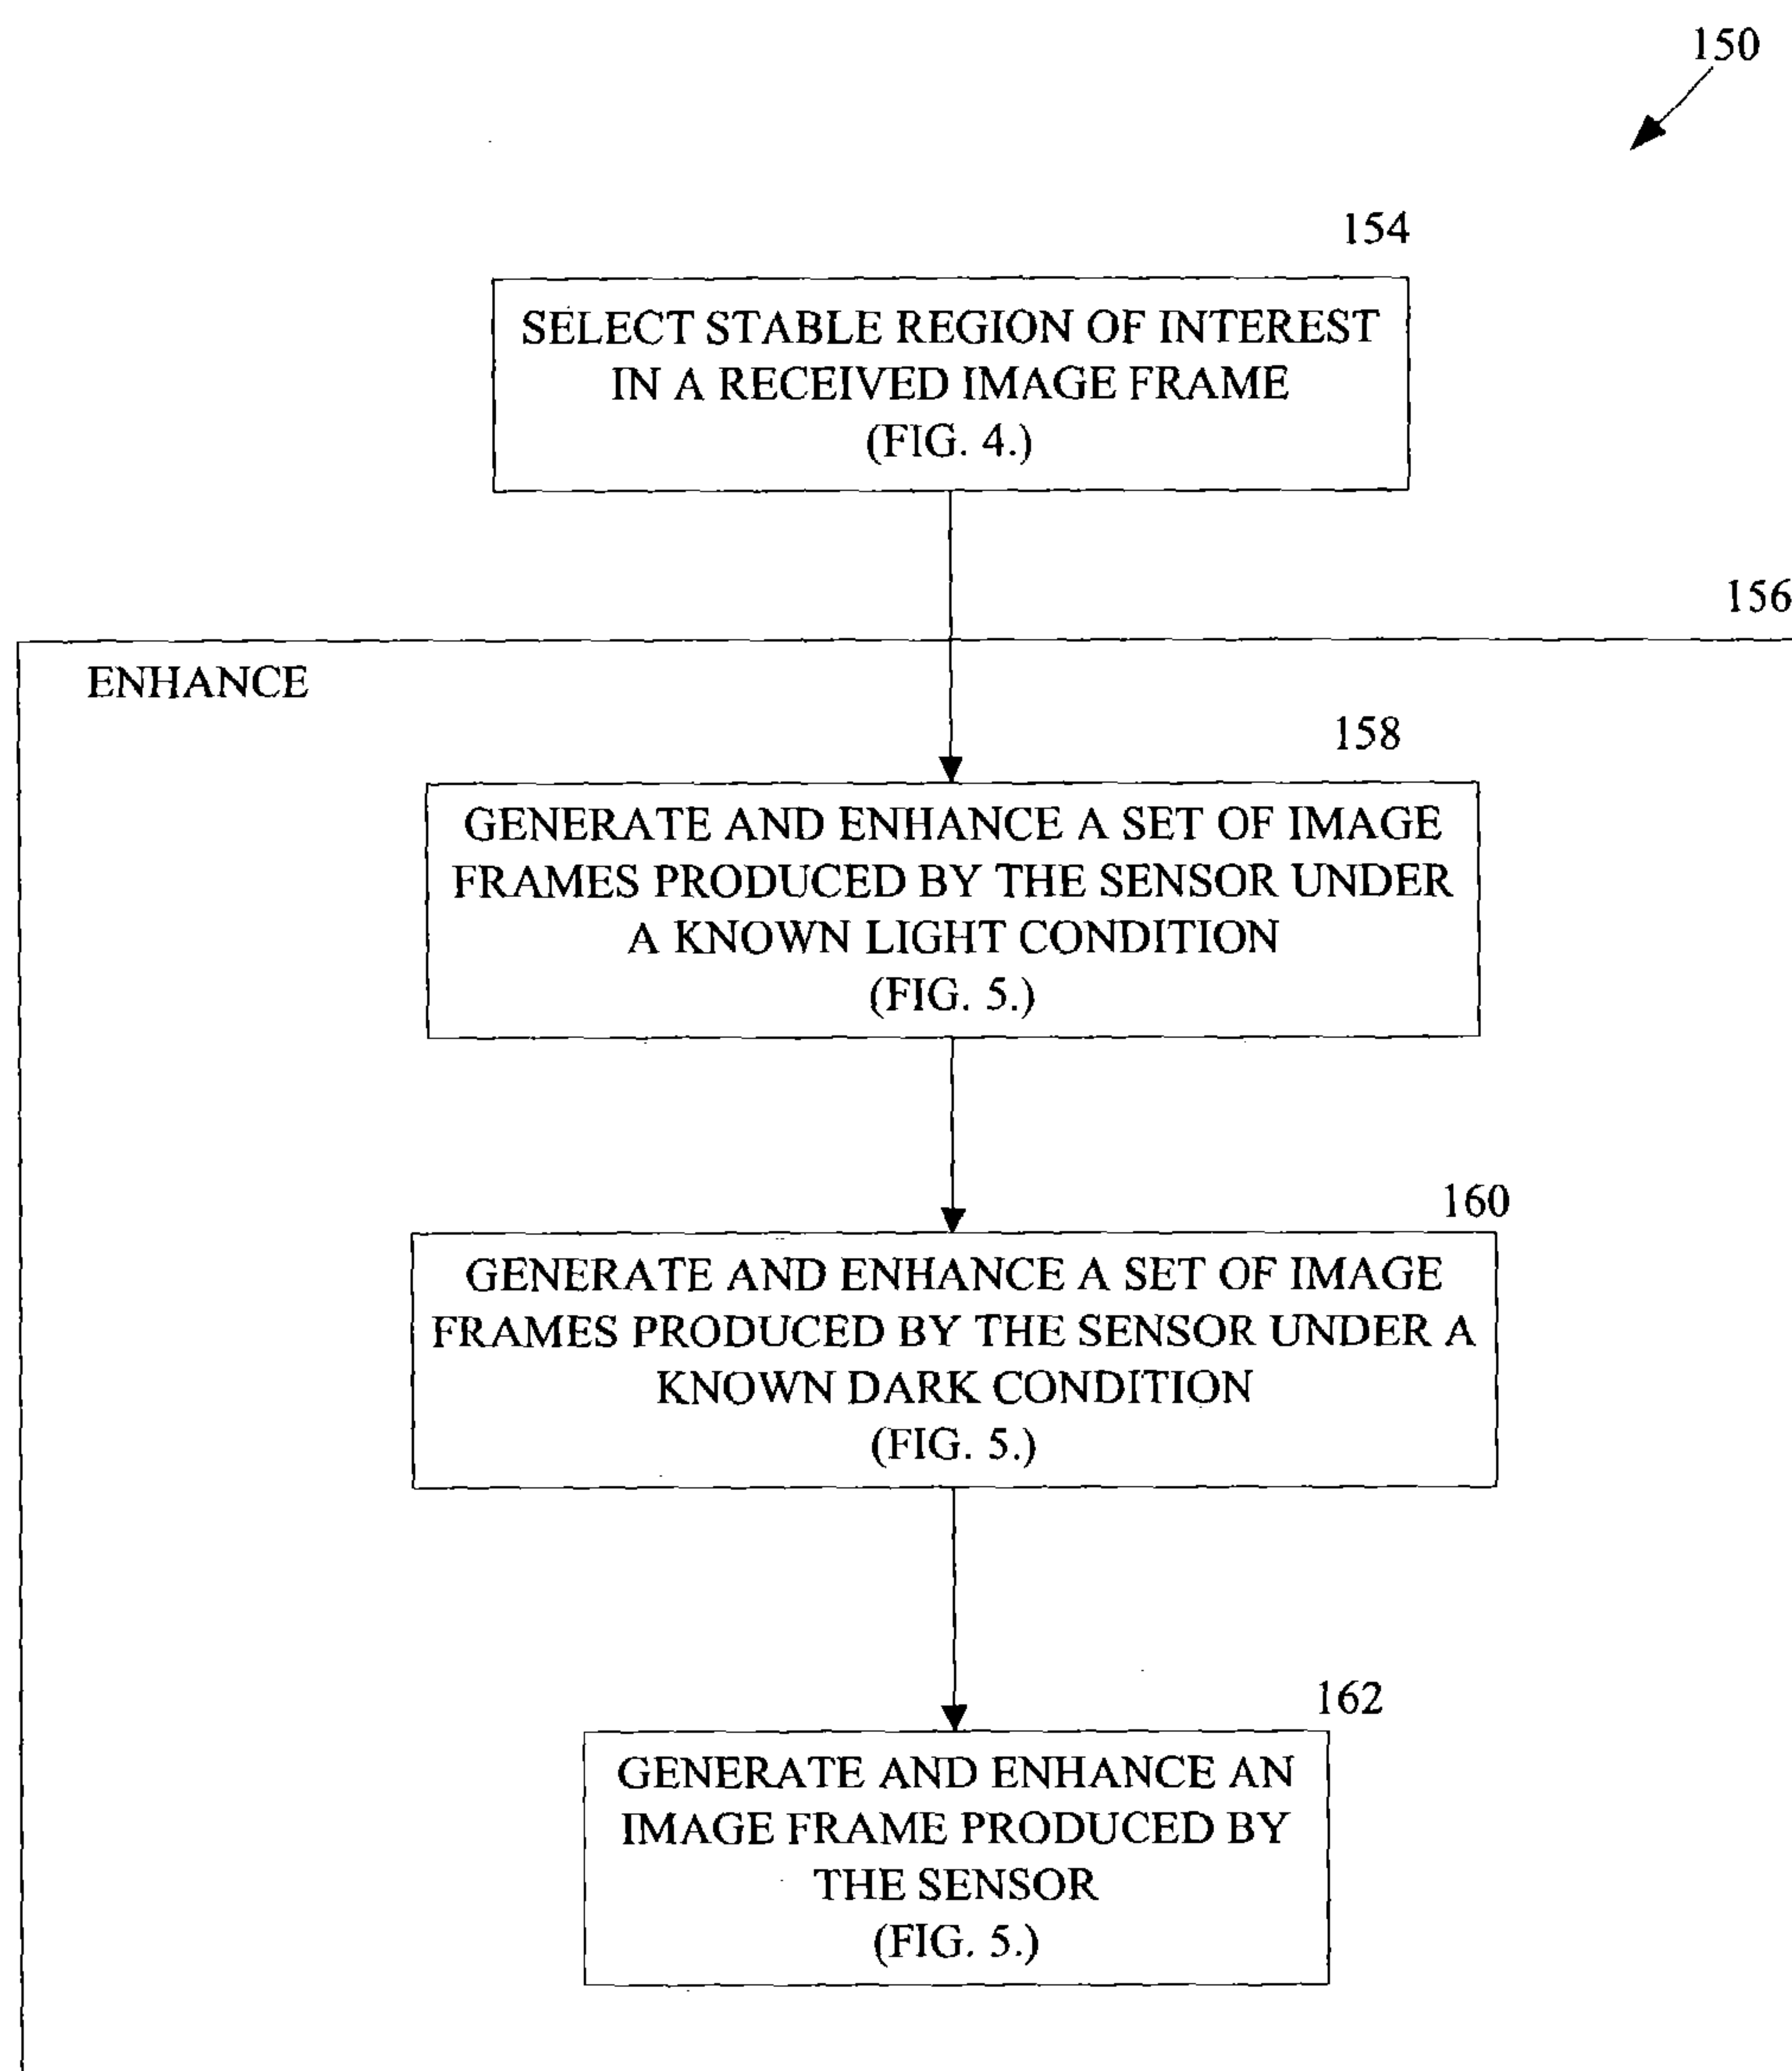 150
154
SELECT STABLE REGION OF INTEREST
IN A RECEIVED IMAGE FRAME
(FIG. 4.)
156
ENHANCE
158
GENERATE AND ENHANCE A SET OF IMAGE
FRAMES PRODUCED BY THE SENSOR UNDER
A KNOWN LIGHT CONDITION
(FIG. 5.)
160
GENERATE AND ENHANCE A SET OF IMAGE
FRAMES PRODUCED BY THE SENSOR UNDER A
KNOWN DARK CONDITION
(FIG. 5.)
162
GENERATE AND ENHANCE AN
IMAGE FRAME PRODUCED BY
THE SENSOR
(FIG. 5.)